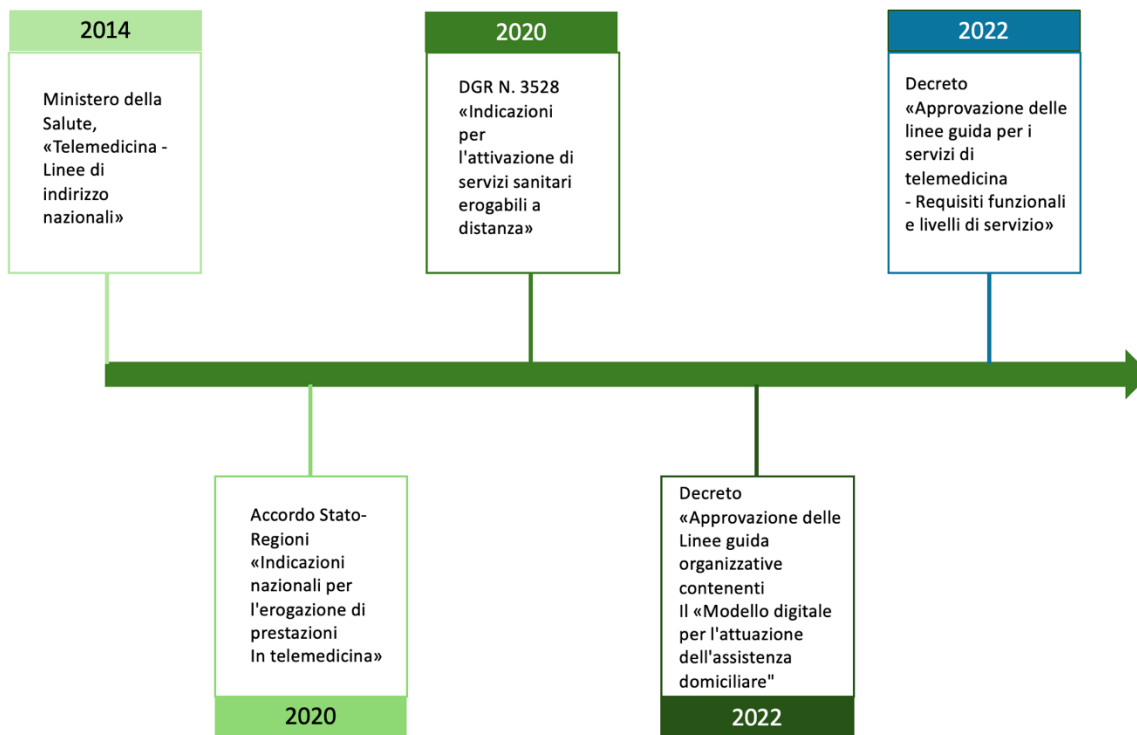 2014
Ministero della
Salute,
«Telemedicina -
Linee di
indirizzo
nazionali»
2020
DGR N. 3528
«Indicazioni
per
l'attivazione di
servizi sanitari
erogabili a
distanza»
2022
Decreto
«Approvazione delle
linee guida per i
servizi di
telemedicina
- Requisiti funzionali
e livelli di servizio»
Accordo Stato-
Regioni
«Indicazioni
nazionali per
l'erogazione di
prestazioni
In telemedicina»
2020
Decreto
«Approvazione delle
Linee guida
organizzative
contenenti
Il «Modello digitale
per l'attuazione
dell'assistenza
domiciliare"
2022